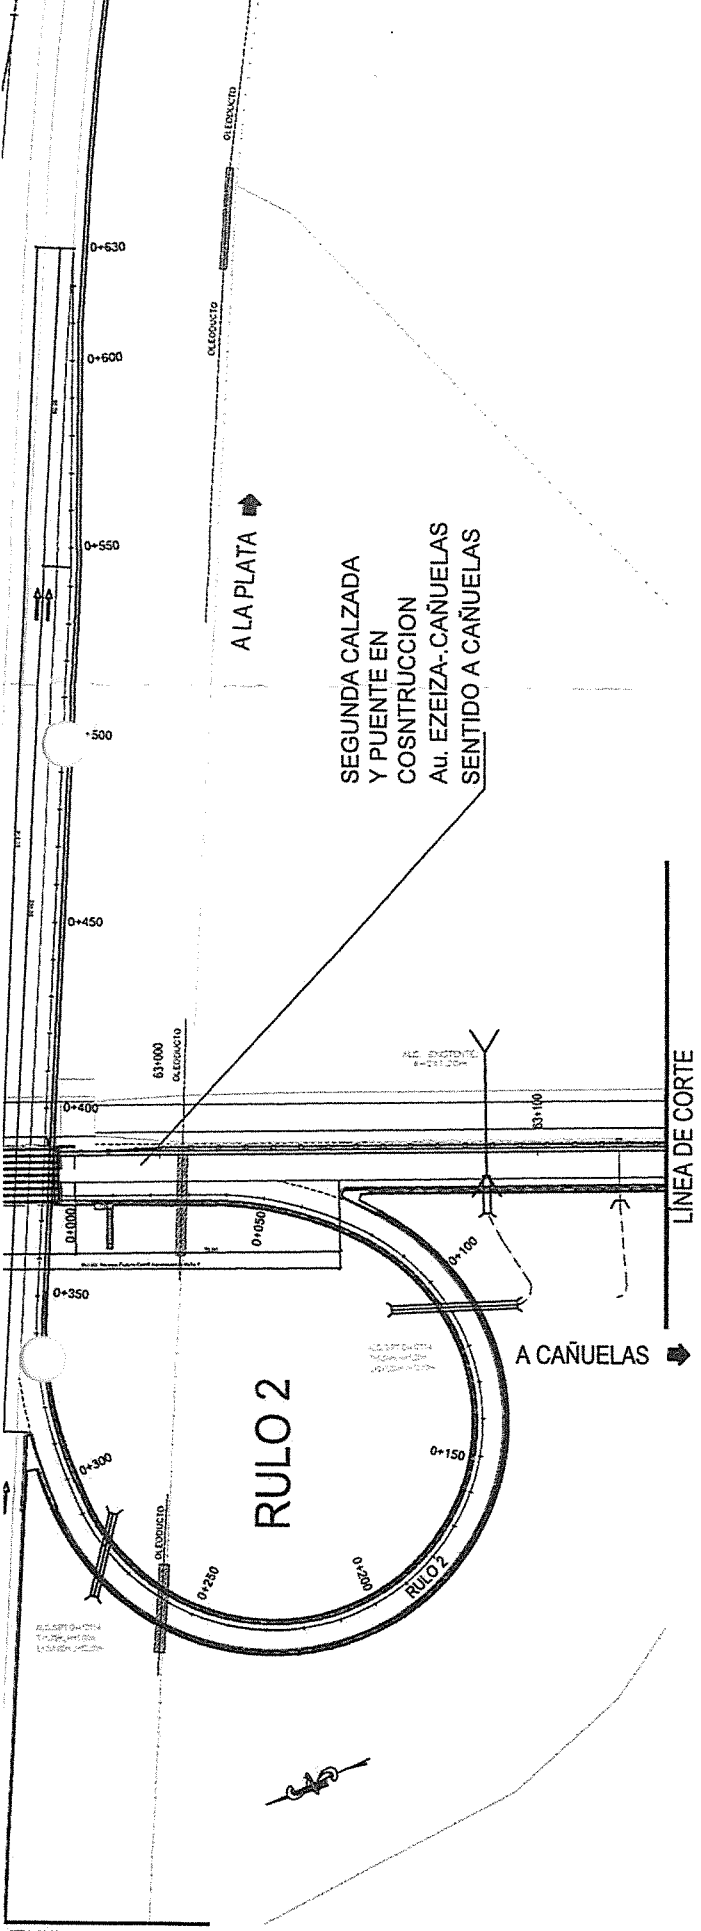 OLEODUCTO
OLEODUCTO
0+630
0+600
0+550
+500
0+450
0+400
0+350
0+300
0+250
0+200
0+150
0+100
0+050
0+000
A LA PLATA
SEGUNDA CALZADA
Y PUENTE EN
COSNTRUCCION
Au. EZEIZA-.CAÑUELAS
SENTIDO A CAÑUELAS
63+000
OLEODUCTO
63+100
LÍNEA DE CORTE
A CAÑUELAS
RULO 2
RULO 2
OLEODUCTO